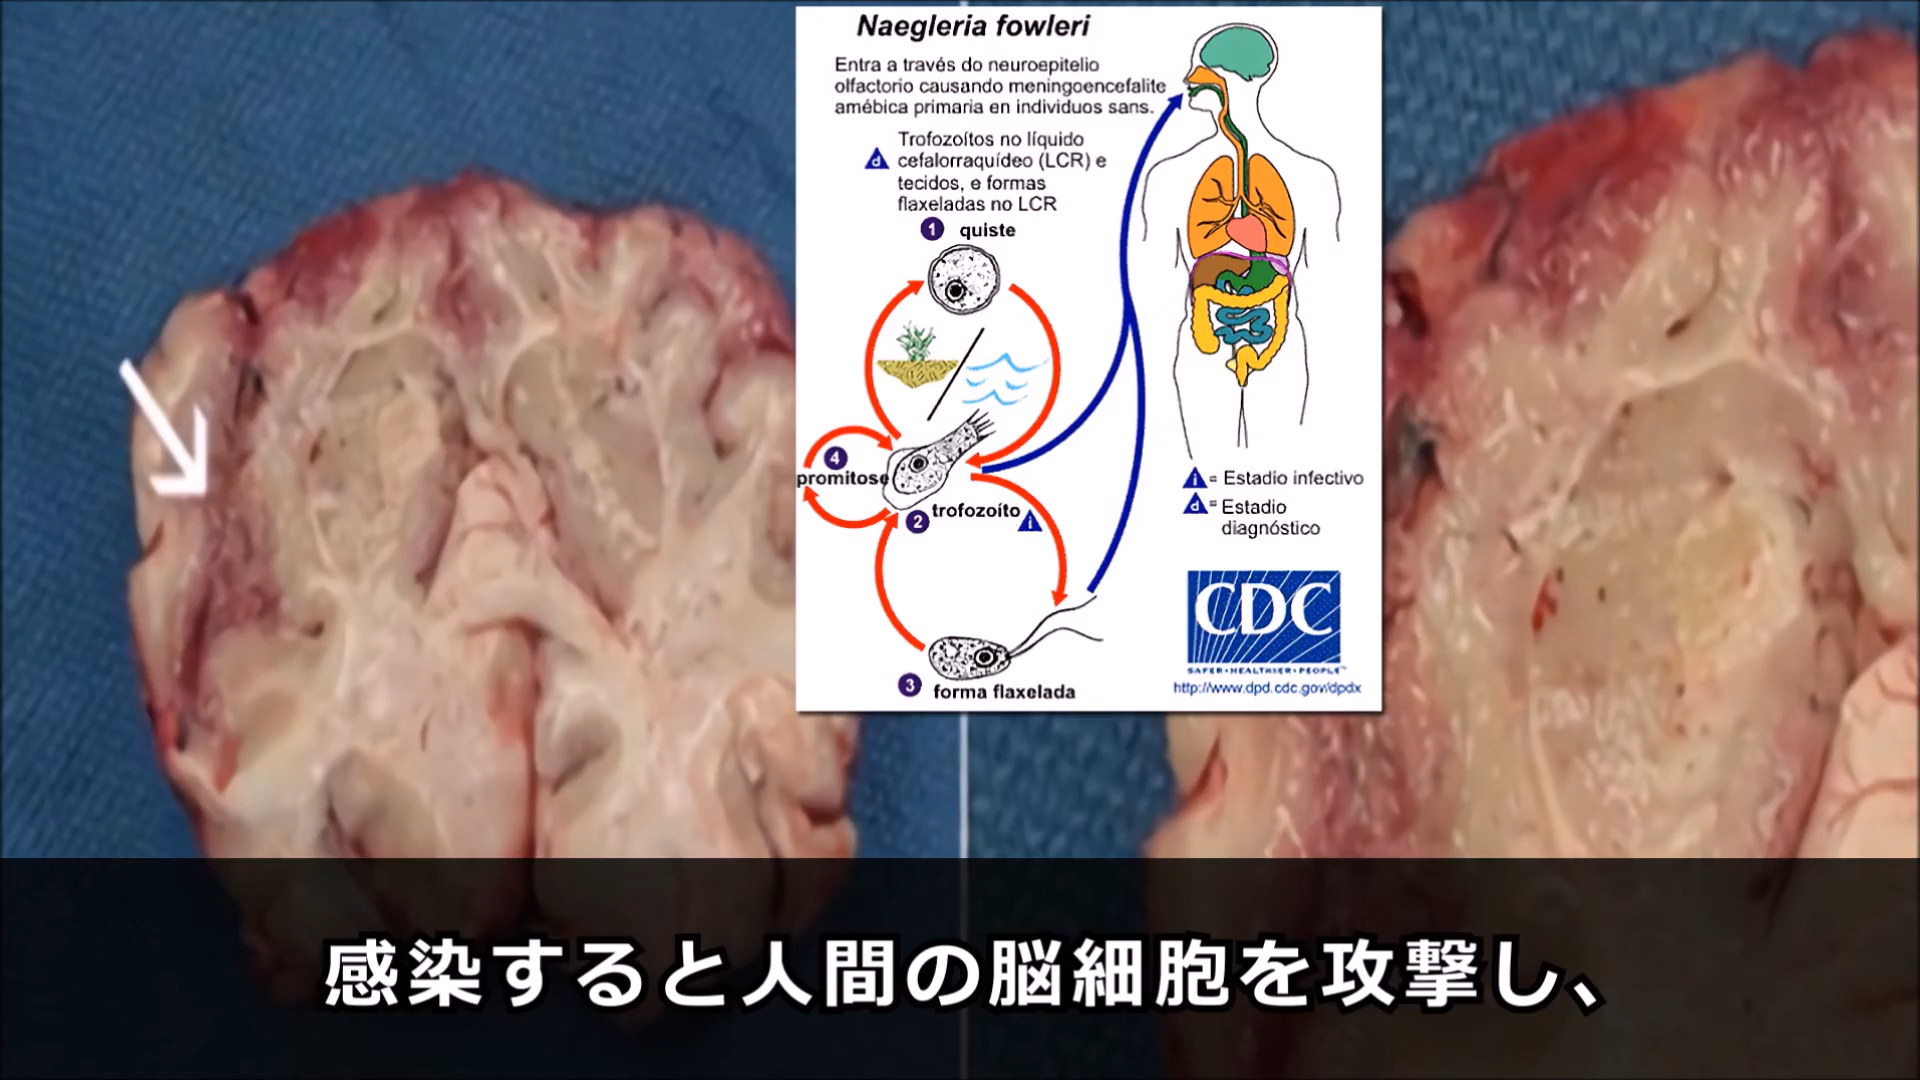 Naegleria fowleri
Entra a través do neuroepitelio
olfactorio causando meningoencefalite
amébica primaria en individuos sans.
Trofozoítos no líquido
d cefalorraquídeo (LCR) e
tecidos, e formas
flaxeladas no LCR
1 quiste
4
promitose
trofozoíto
2 i
3 forma flaxelada
i = Estadio infectivo
d = Estadio
diagnóstico
CDC
SAFER • HEALTHIER • PEOPLE™
http://www.dpd.cdc.gov/dpdx
感染すると人間の脳細胞を攻撃し、